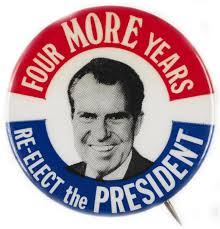 FOUR MORE YEARS
RE-ELECT the PRESIDENT